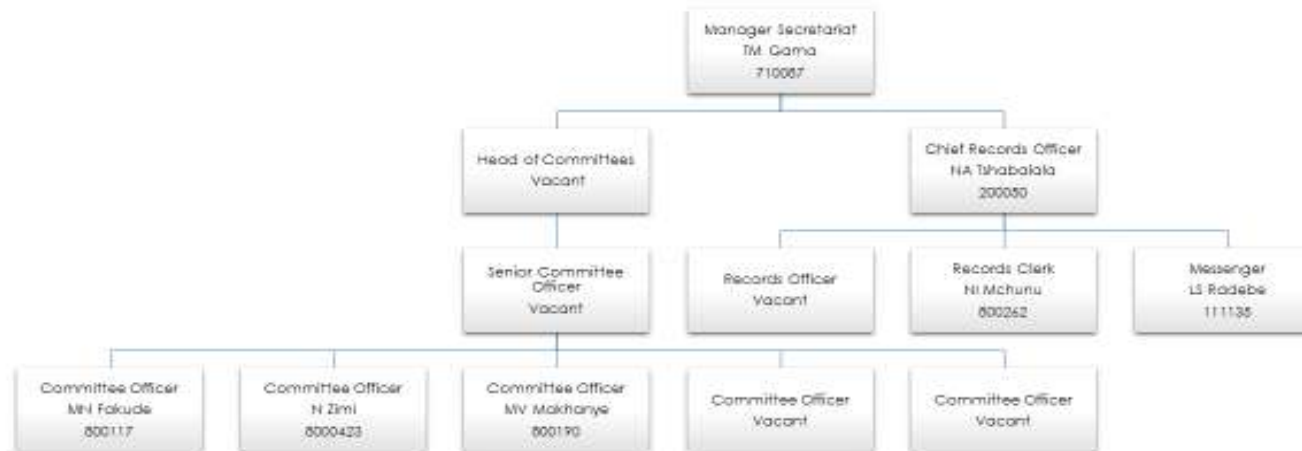 Manager Secretariat
TM Gama
710087
Head of Committees
Vacant
Chief Records Officer
NA Tshabalala
200080
Senior Committee
Officer
Vacant
Records Officer
Vacant
Records Clerk
NI Mchunu
800262
Messenger
LS Radebe
111135
Committee Officer
MN Fakude
800117
Committee Officer
N Zimi
8000423
Committee Officer
MV Makhanye
800190
Committee Officer
Vacant
Committee Officer
Vacant